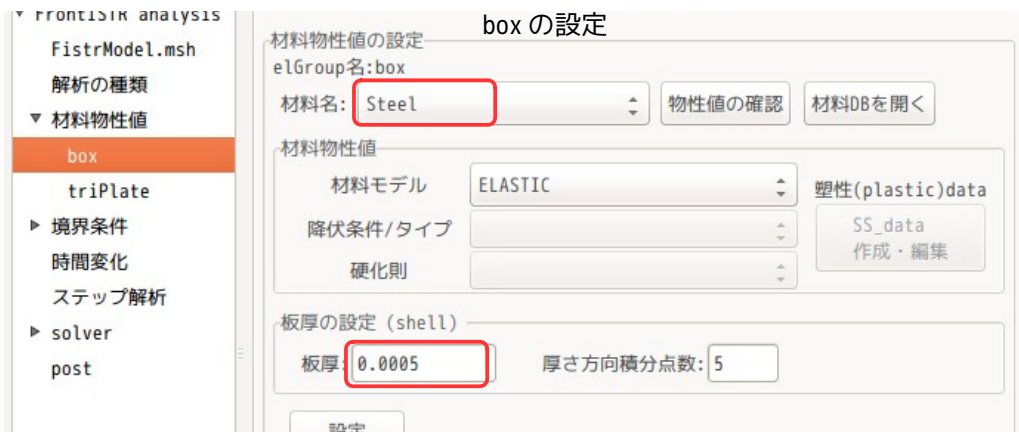 FrontISTR analysis
FistrModel.msh
解析の種類
材料物性値
box
triPlate
境界条件
時間変化
ステップ解析
solver
post
box の設定
材料物性値の設定
elGroup名:box
材料名: Steel 物性値の確認 材料DBを開く
材料物性値
材料モデル ELASTIC 塑性(plastic)data
降伏条件/タイプ SS_data
作成・編集
硬化則
板厚の設定 (shell)
板厚: 0.0005 厚さ方向積分点数: 5
設定